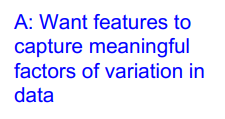 A: Want features to
capture meaningful
factors of variation in
data